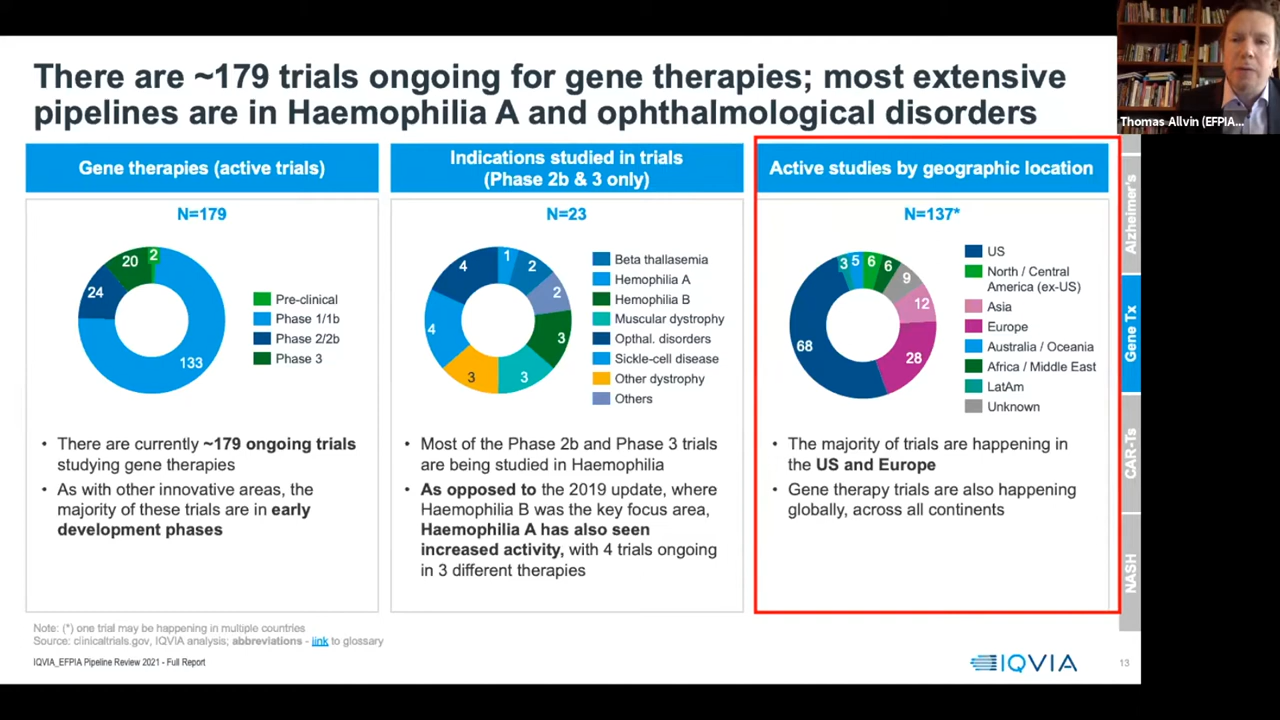 There are ~179 trials ongoing for gene therapies; most extensive
pipelines are in Haemophilia A and ophthalmological disorders
Thomas Allvin (EFPIA...
Gene therapies (active trials)
N=179
2
20
24
133
Pre-clinical
Phase 1/1b
Phase 2/2b
Phase 3
• There are currently ~179 ongoing trials
studying gene therapies
• As with other innovative areas, the
majority of these trials are in early
development phases
Indications studied in trials
(Phase 2b & 3 only)
N=23
1
2
2
3
3
3
4
4
Beta thallasemia
Hemophilia A
Hemophilia B
Muscular dystrophy
Opthal. disorders
Sickle-cell disease
Other dystrophy
Others
• Most of the Phase 2b and Phase 3 trials
are being studied in Haemophilia
• As opposed to the 2019 update, where
Haemophilia B was the key focus area,
Haemophilia A has also seen
increased activity, with 4 trials ongoing
in 3 different therapies
Active studies by geographic location
N=137*
3
5
6
6
9
12
28
68
US
North / Central
America (ex-US)
Asia
Europe
Australia / Oceania
Africa / Middle East
LatAm
Unknown
• The majority of trials are happening in
the US and Europe
• Gene therapy trials are also happening
globally, across all continents
Alzheimer's
Gene Tx
CAR-Ts
NASH
Note: (*) one trial may be happening in multiple countries
Source: clinicaltrials.gov, IQVIA analysis; abbreviations - link to glossary
IQVIA_EFPIA Pipeline Review 2021 - Full Report
IQVIA
13